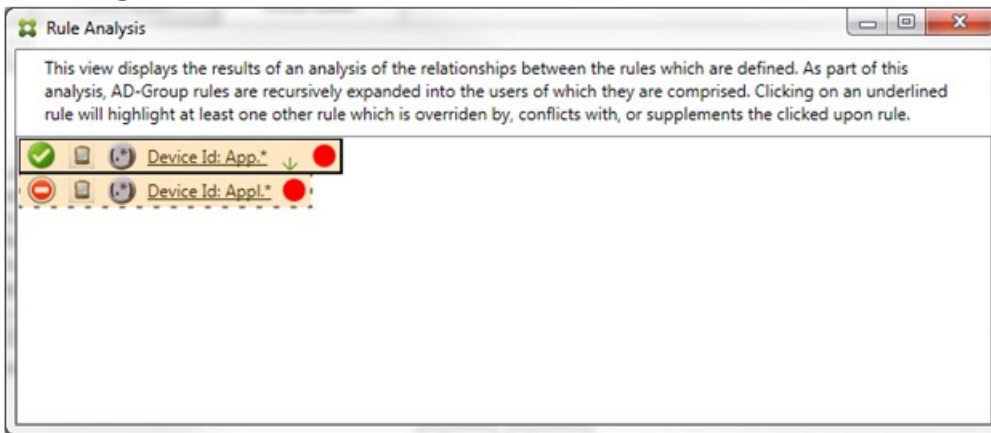 Rule Analysis
This view displays the results of an analysis of the relationships between the rules which are defined. As part of this
analysis, AD-Group rules are recursively expanded into the users of which they are comprised. Clicking on an underlined
rule will highlight at least one other rule which is overriden by, conflicts with, or supplements the clicked upon rule.
(.*) Device Id: App.*
(.*) Device Id: Appl.*